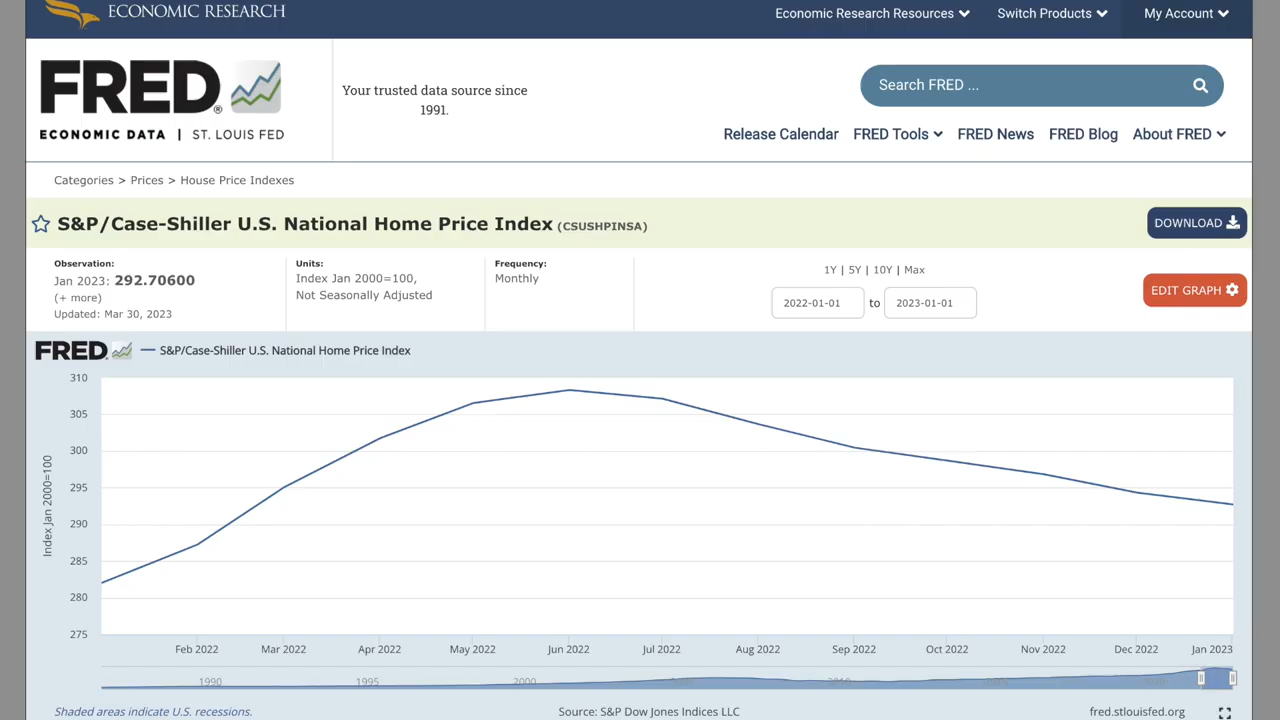 ECONOMIC RESEARCH
Economic Research Resources Switch Products My Account
FRED®
ECONOMIC DATA | ST. LOUIS FED
Your trusted data source since
1991.
Search FRED ...
Release Calendar FRED Tools FRED News FRED Blog About FRED
Categories > Prices > House Price Indexes
S&P/Case-Shiller U.S. National Home Price Index (CSUSHPINSA)
DOWNLOAD
Observation:
Jan 2023: 292.70600
(+ more)
Updated: Mar 30, 2023
Units:
Index Jan 2000=100,
Not Seasonally Adjusted
Frequency:
Monthly
1Y | 5Y | 10Y | Max
2022-01-01 to 2023-01-01
EDIT GRAPH
FRED S&P/Case-Shiller U.S. National Home Price Index
310
305
300
295
290
285
280
275
Index Jan 2000=100
Feb 2022 Mar 2022 Apr 2022 May 2022 Jun 2022 Jul 2022 Aug 2022 Sep 2022 Oct 2022 Nov 2022 Dec 2022 Jan 2023
1990 1995 2000 2010
Shaded areas indicate U.S. recessions.
Source: S&P Dow Jones Indices LLC
fred.stlouisfed.org